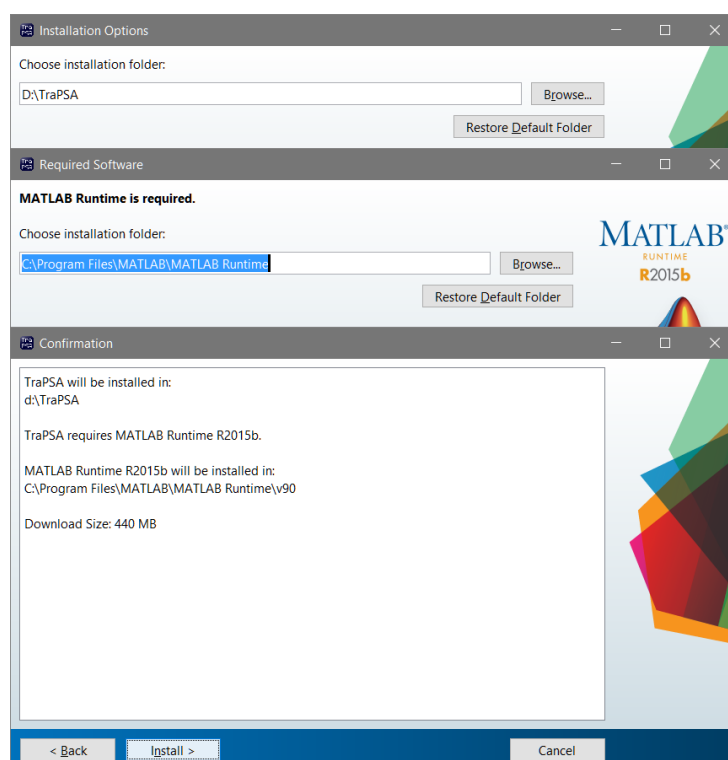 Installation Options
Choose installation folder:
D:\TraPSA
Browse...
Restore Default Folder
Required Software
MATLAB Runtime is required.
Choose installation folder:
C:\Program Files\MATLAB\MATLAB Runtime
Browse...
Restore Default Folder
MATLAB®
RUNTIME
R2015b
Confirmation
TraPSA will be installed in:
d:\TraPSA
TraPSA requires MATLAB Runtime R2015b.
MATLAB Runtime R2015b will be installed in:
C:\Program Files\MATLAB\MATLAB Runtime\v90
Download Size: 440 MB
< Back
Install >
Cancel